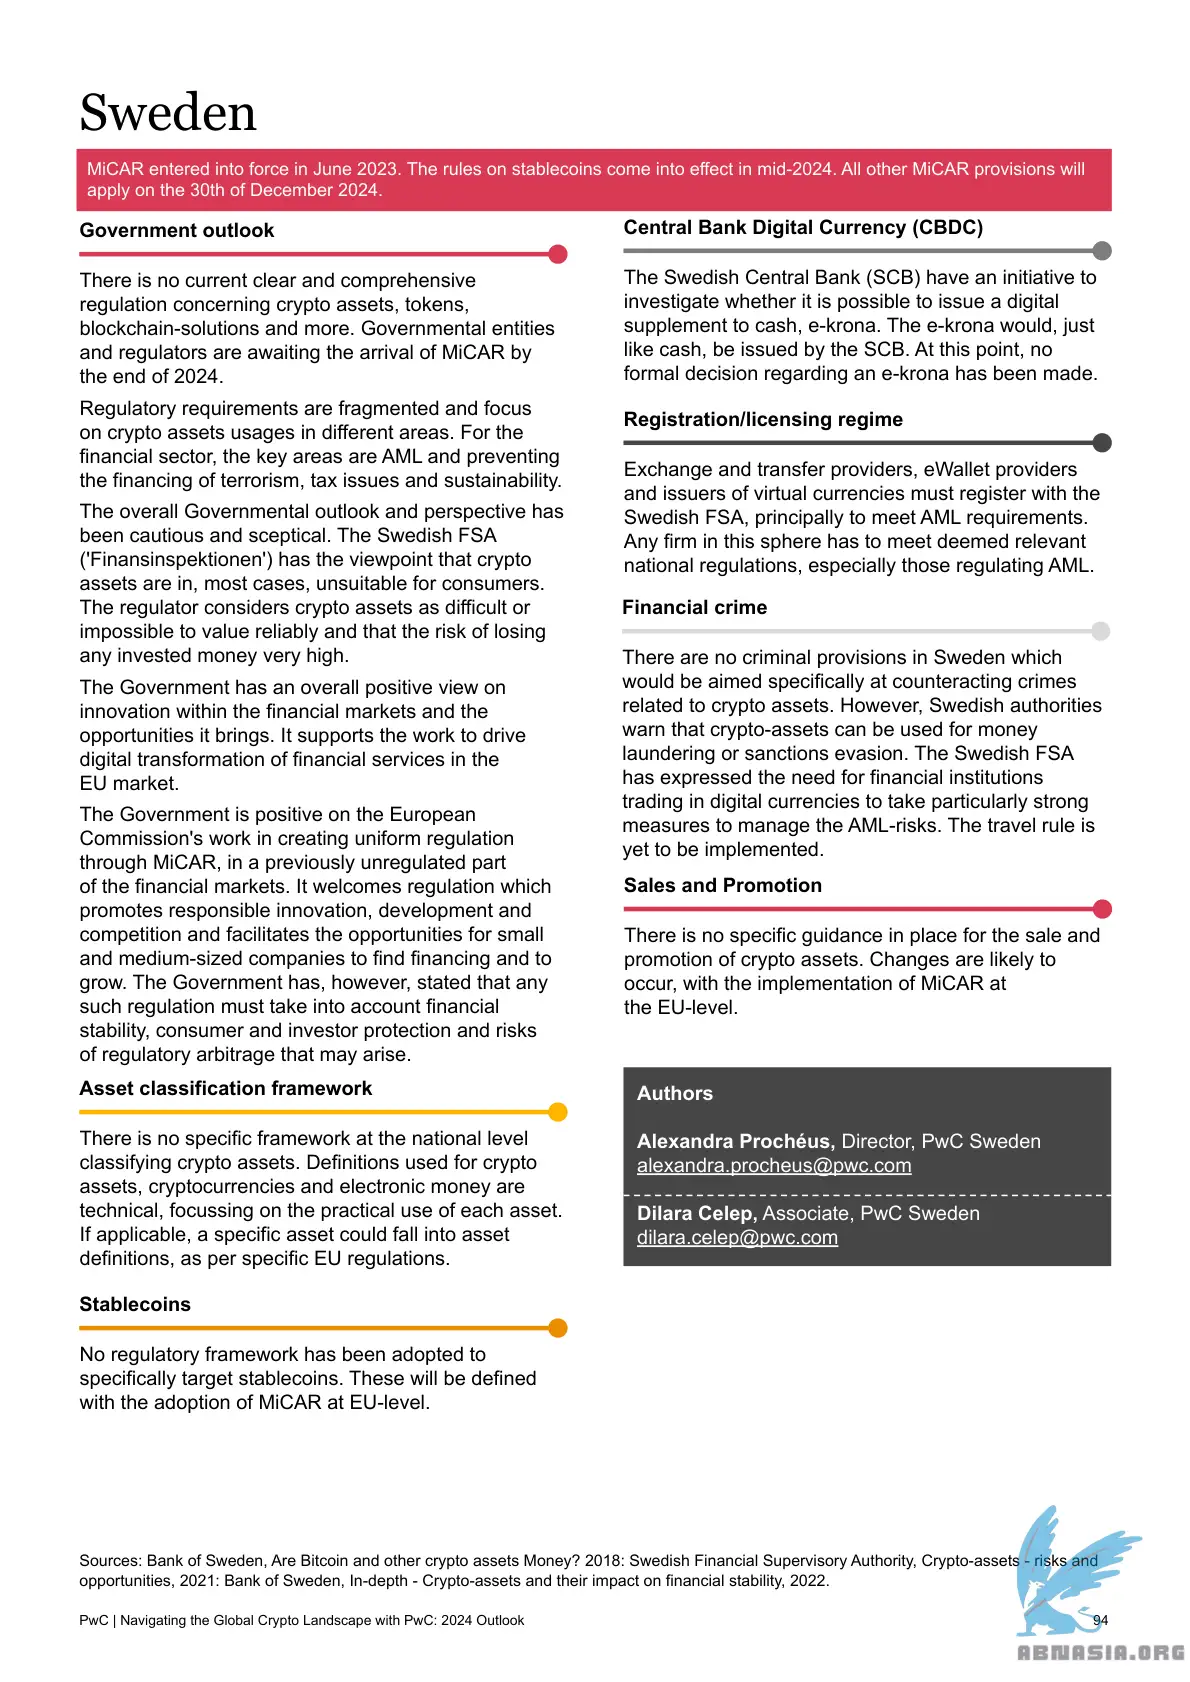 Sweden
MiCAR entered into force in June 2023. The rules on stablecoins come into effect in mid-2024. All other MiCAR provisions will
apply on the 30th of December 2024.
Government outlook
There is no current clear and comprehensive
regulation concerning crypto assets, tokens,
blockchain-solutions and more. Governmental entities
and regulators are awaiting the arrival of MiCAR by
the end of 2024.
Regulatory requirements are fragmented and focus
on crypto assets usages in different areas. For the
financial sector, the key areas are AML and preventing
the financing of terrorism, tax issues and sustainability.
The overall Governmental outlook and perspective has
been cautious and sceptical. The Swedish FSA
('Finansinspektionen') has the viewpoint that crypto
assets are in, most cases, unsuitable for consumers.
The regulator considers crypto assets as difficult or
impossible to value reliably and that the risk of losing
any invested money very high.
The Government has an overall positive view on
innovation within the financial markets and the
opportunities it brings. It supports the work to drive
digital transformation of financial services in the
EU market.
The Government is positive on the European
Commission's work in creating uniform regulation
through MiCAR, in a previously unregulated part
of the financial markets. It welcomes regulation which
promotes responsible innovation, development and
competition and facilitates the opportunities for small
and medium-sized companies to find financing and to
grow. The Government has, however, stated that any
such regulation must take into account financial
stability, consumer and investor protection and risks
of regulatory arbitrage that may arise.
Asset classification framework
There is no specific framework at the national level
classifying crypto assets. Definitions used for crypto
assets, cryptocurrencies and electronic money are
technical, focussing on the practical use of each asset.
If applicable, a specific asset could fall into asset
definitions, as per specific EU regulations.
Stablecoins
No regulatory framework has been adopted to
specifically target stablecoins. These will be defined
with the adoption of MiCAR at EU-level.
Central Bank Digital Currency (CBDC)
The Swedish Central Bank (SCB) have an initiative to
investigate whether it is possible to issue a digital
supplement to cash, e-krona. The e-krona would, just
like cash, be issued by the SCB. At this point, no
formal decision regarding an e-krona has been made.
Registration/licensing regime
Exchange and transfer providers, eWallet providers
and issuers of virtual currencies must register with the
Swedish FSA, principally to meet AML requirements.
Any firm in this sphere has to meet deemed relevant
national regulations, especially those regulating AML.
Financial crime
There are no criminal provisions in Sweden which
would be aimed specifically at counteracting crimes
related to crypto assets. However, Swedish authorities
warn that crypto-assets can be used for money
laundering or sanctions evasion. The Swedish FSA
has expressed the need for financial institutions
trading in digital currencies to take particularly strong
measures to manage the AML-risks. The travel rule is
yet to be implemented.
Sales and Promotion
There is no specific guidance in place for the sale and
promotion of crypto assets. Changes are likely to
occur, with the implementation of MiCAR at
the EU-level.
Authors
Alexandra Prochéus, Director, PwC Sweden
alexandra.procheus@pwc.com
Dilara Celep, Associate, PwC Sweden
dilara.celep@pwc.com
Sources: Bank of Sweden, Are Bitcoin and other crypto assets Money? 2018: Swedish Financial Supervisory Authority, Crypto-assets - risks and
opportunities, 2021: Bank of Sweden, In-depth - Crypto-assets and their impact on financial stability, 2022.
PwC | Navigating the Global Crypto Landscape with PwC: 2024 Outlook
94
ABNASIA.ORG